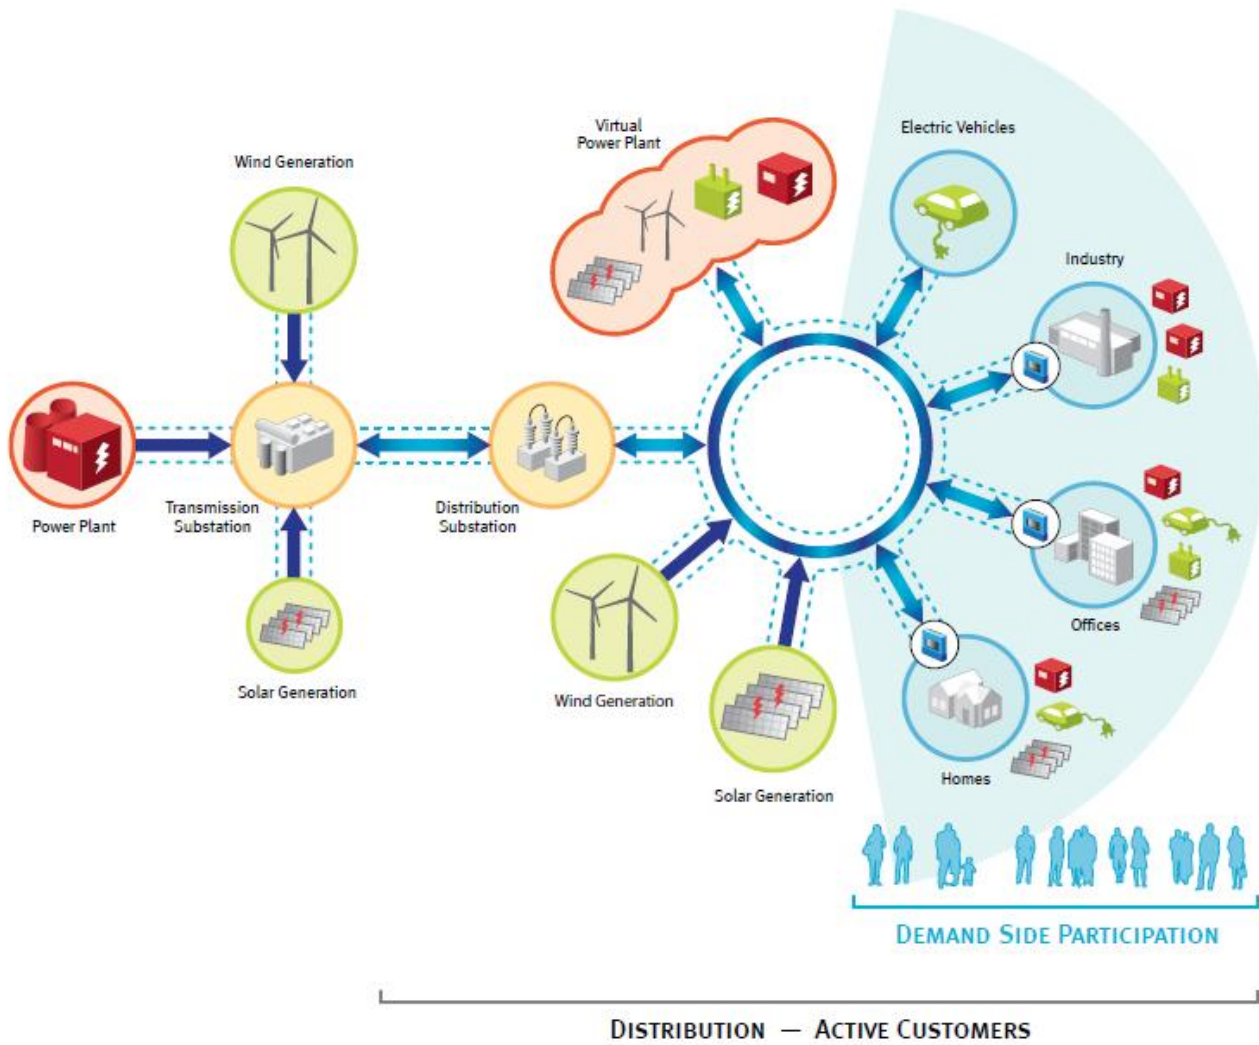 Virtual
Power Plant
Electric Vehicles
Wind Generation
Industry
Power Plant
Transmission
Substation
Distribution
Substation
Offices
Solar Generation
Wind Generation
Homes
Solar Generation
DEMAND SIDE PARTICIPATION
DISTRIBUTION — ACTIVE CUSTOMERS